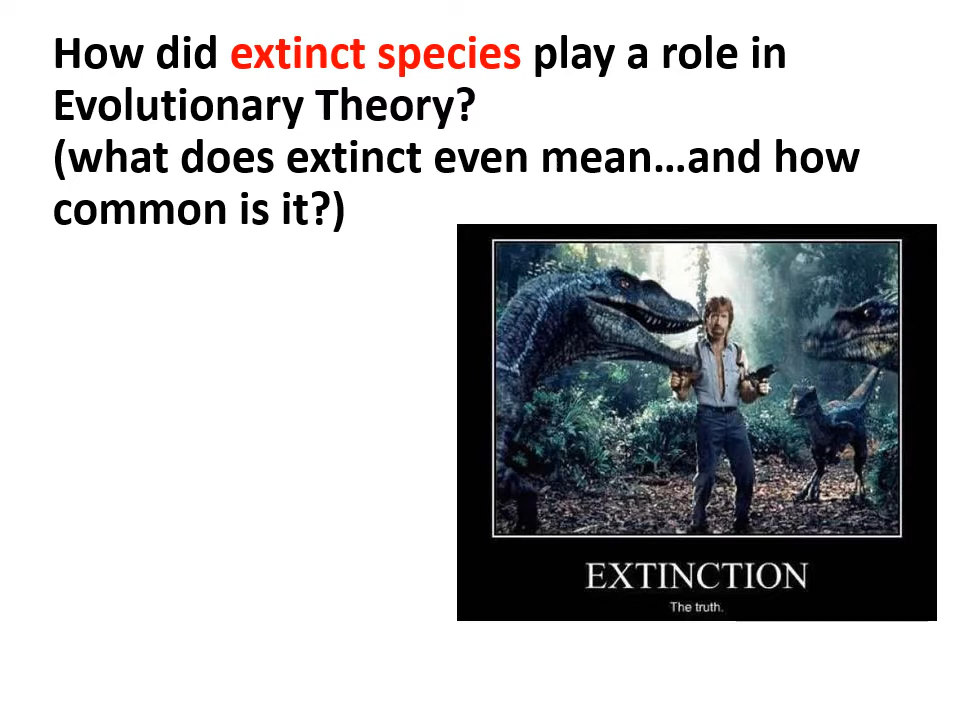 How did extinct species play a role in
Evolutionary Theory?
(what does extinct even mean…and how
common is it?)
EXTINCTION
The truth.